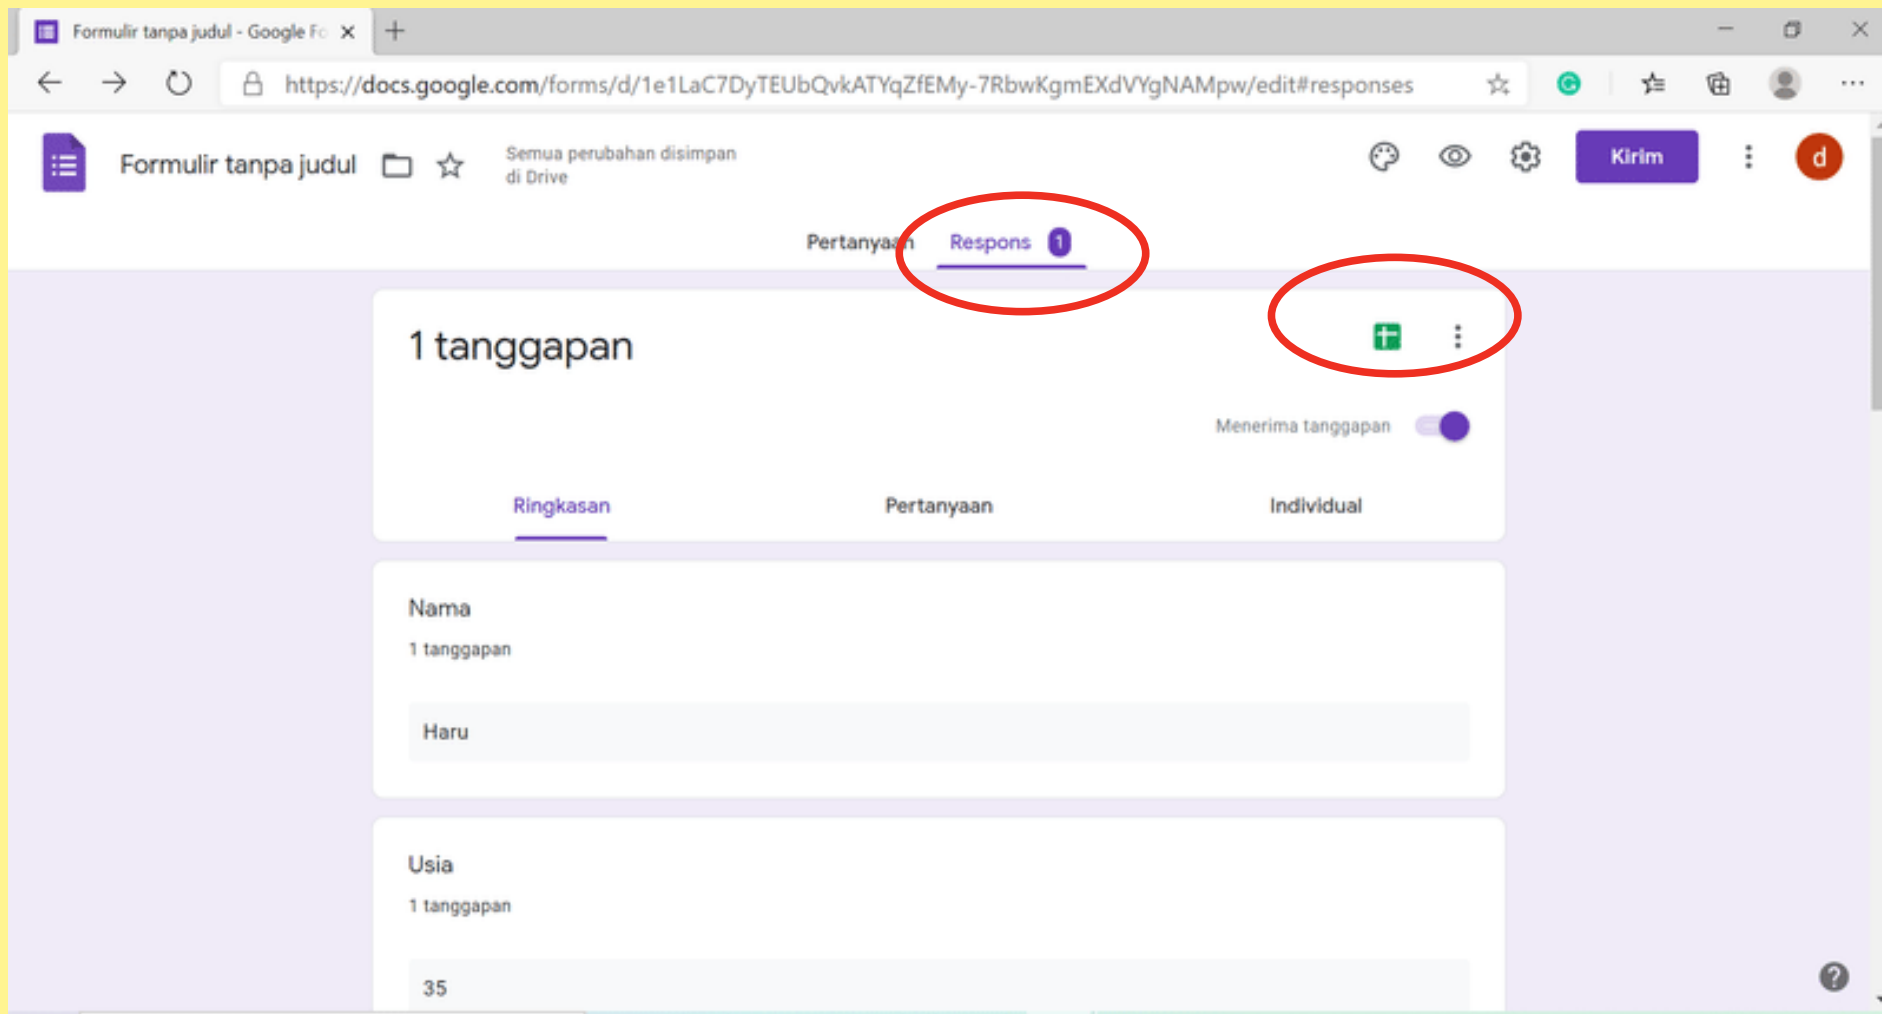 Formulir tanpa judul - Google Fo
https://docs.google.com/forms/d/1e1LaC7DyTEUbQvkATYqZfEMy-7RbwKgmEXdVYgNAMpw/edit#responses
Formulir tanpa judul
Semua perubahan disimpan
di Drive
Kirim
d
Pertanyaan Respons 1
1 tanggapan
Menerima tanggapan
Ringkasan Pertanyaan Individual
Nama
1 tanggapan
Haru
Usia
1 tanggapan
35